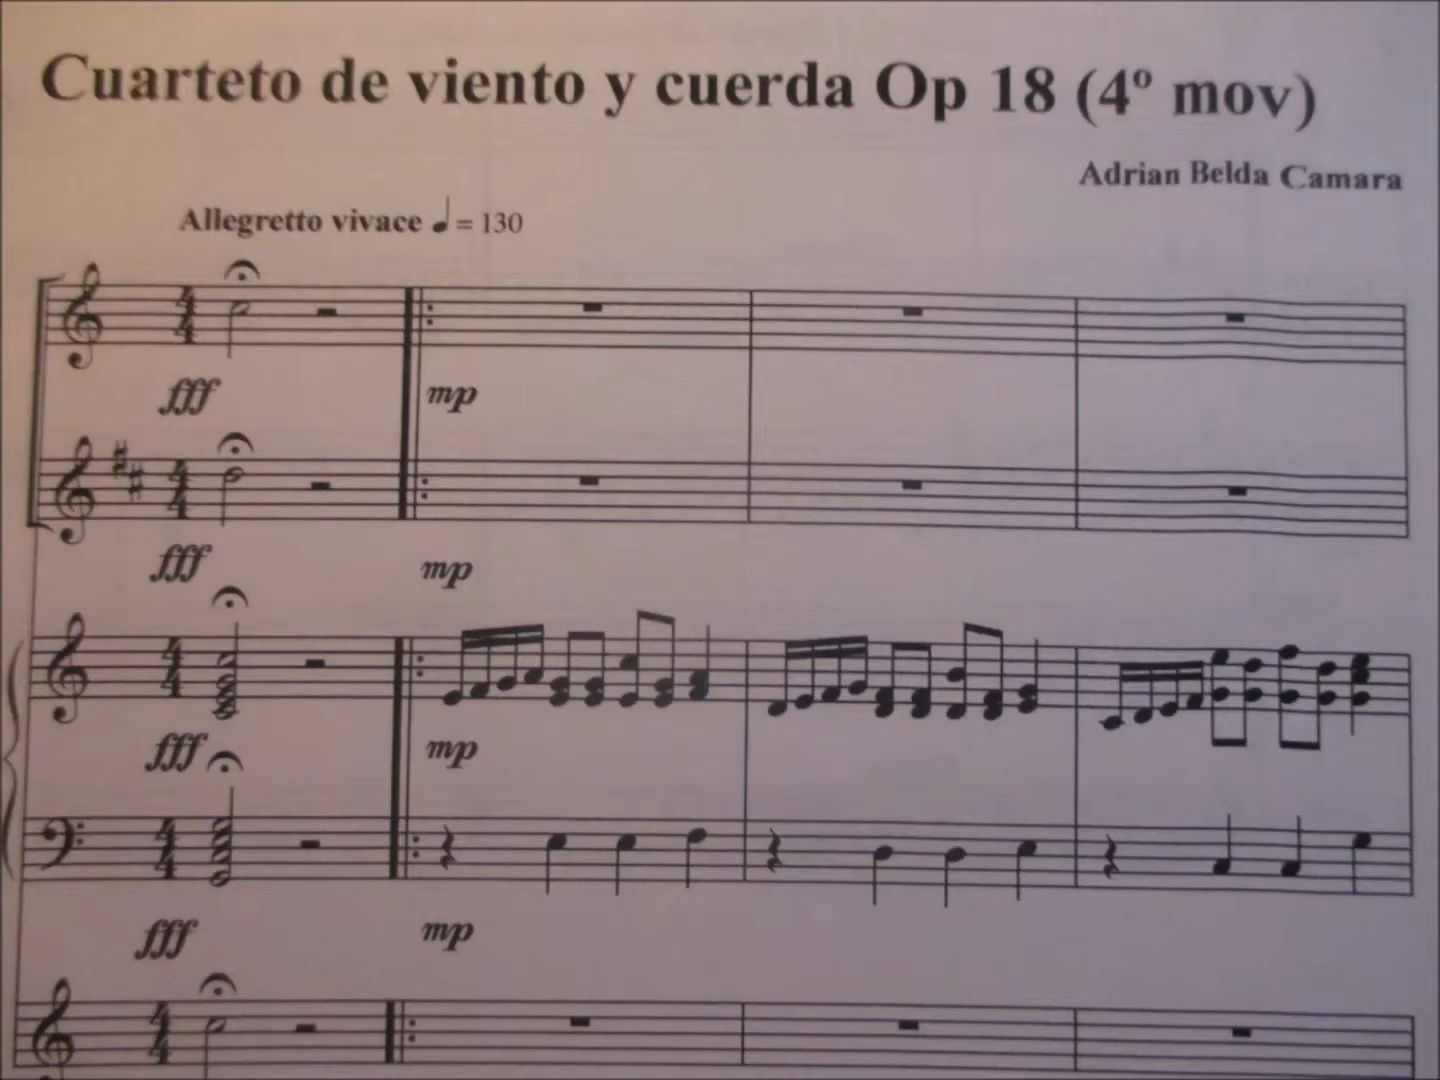 Cuarteto de viento y cuerda Op 18 (4º mov)
Adrian Belda Camara
Allegretto vivace ♩ = 130
fff mp
fff mp
fff mp
fff mp